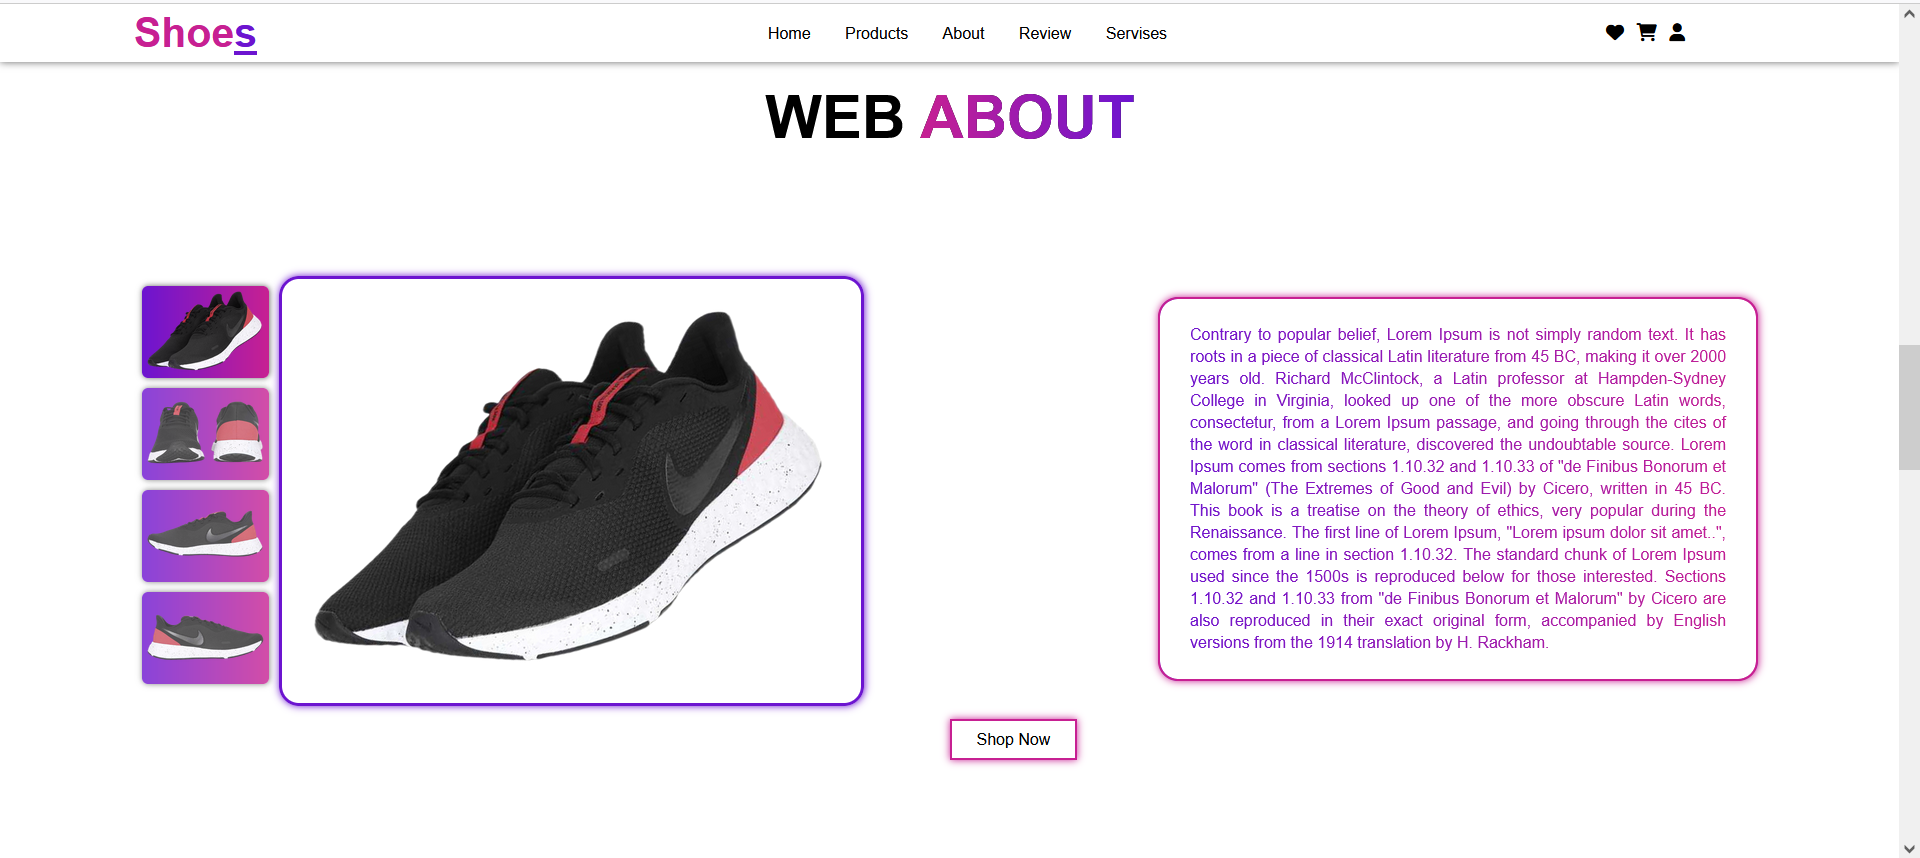 Shoes
Home Products About Review Servises
WEB ABOUT
Contrary to popular belief, Lorem Ipsum is not simply random text. It has
roots in a piece of classical Latin literature from 45 BC, making it over 2000
years old. Richard McClintock, a Latin professor at Hampden-Sydney
College in Virginia, looked up one of the more obscure Latin words,
consectetur, from a Lorem Ipsum passage, and going through the cites of
the word in classical literature, discovered the undoubtable source. Lorem
Ipsum comes from sections 1.10.32 and 1.10.33 of "de Finibus Bonorum et
Malorum" (The Extremes of Good and Evil) by Cicero, written in 45 BC.
This book is a treatise on the theory of ethics, very popular during the
Renaissance. The first line of Lorem Ipsum, "Lorem ipsum dolor sit amet..",
comes from a line in section 1.10.32. The standard chunk of Lorem Ipsum
used since the 1500s is reproduced below for those interested. Sections
1.10.32 and 1.10.33 from "de Finibus Bonorum et Malorum" by Cicero are
also reproduced in their exact original form, accompanied by English
versions from the 1914 translation by H. Rackham.
Shop Now